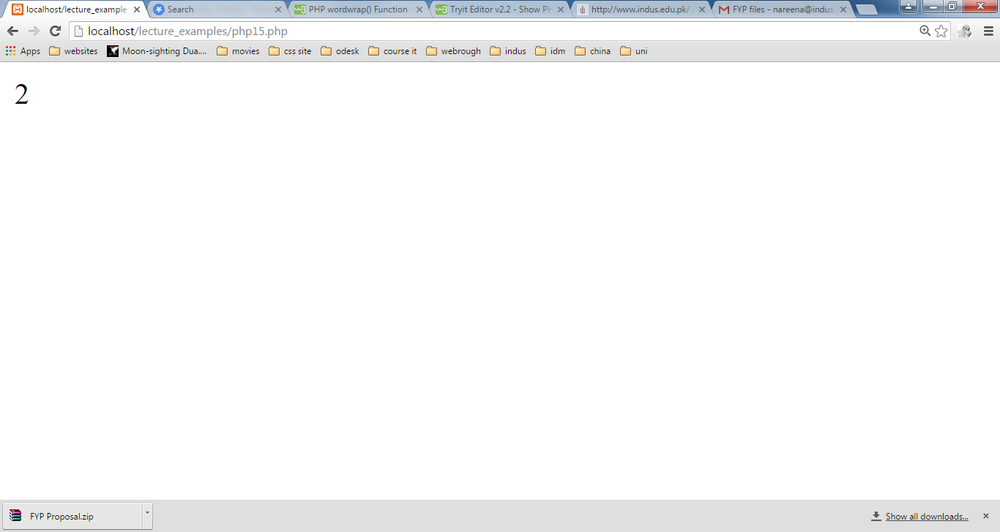 localhost/lecture_example Search PHP wordwrap() Function Tryit Editor v2.2 - Show PH http://www.indus.edu.pk/ FYP files - nareena@indus.
localhost/lecture_examples/php15.php
Apps websites Moon-sighting Dua.... movies css site odesk course it webrough indus idm china uni
2
FYP Proposal.zip Show all downloads...